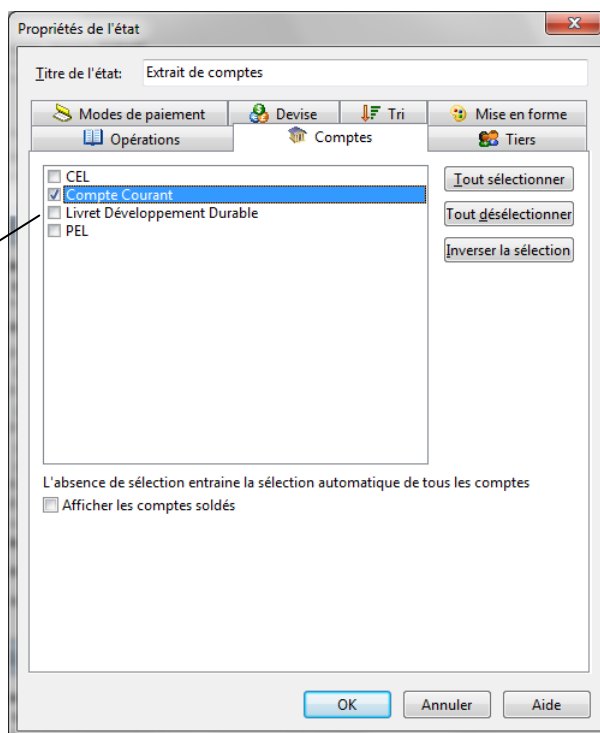 Propriétés de l'état
Titre de l'état: Extrait de comptes
Modes de paiement Devise Tri Mise en forme
Opérations Comptes Tiers
CEL
Compte Courant
Livret Développement Durable
PEL
Tout sélectionner
Tout désélectionner
Inverser la sélection
L'absence de sélection entraine la sélection automatique de tous les comptes
Afficher les comptes soldés
OK Annuler Aide